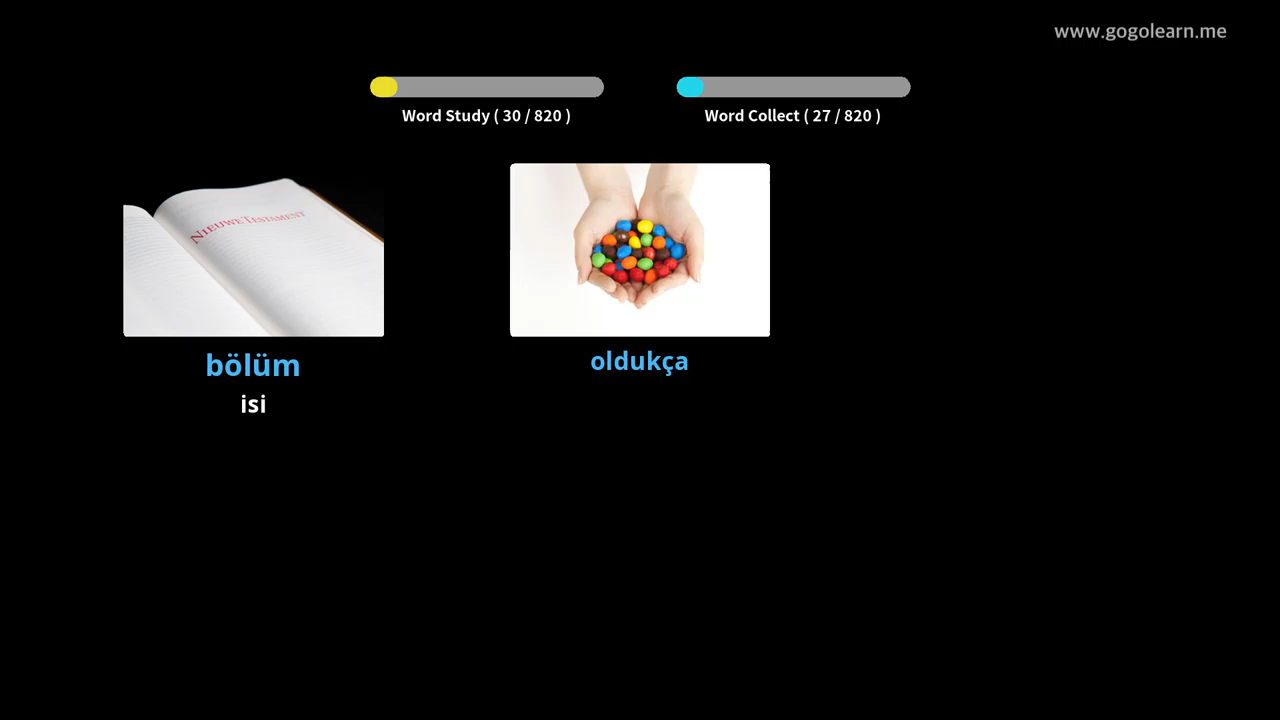 www.gogolearn.me
Word Study ( 30 / 820 )
Word Collect ( 27 / 820 )
NIEUWE TESTAMENT
bölüm
oldukça
isi